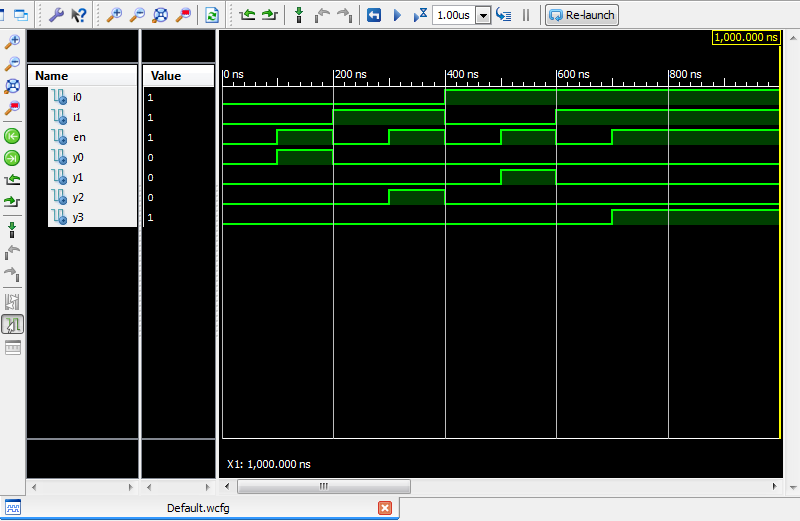 1.00us
Re-launch
1,000.000 ns
Name Value
0 ns 200 ns 400 ns 600 ns 800 ns
i0 1
i1 1
en 1
y0 0
y1 0
y2 0
y3 1
X1: 1,000.000 ns
Default.wcfg